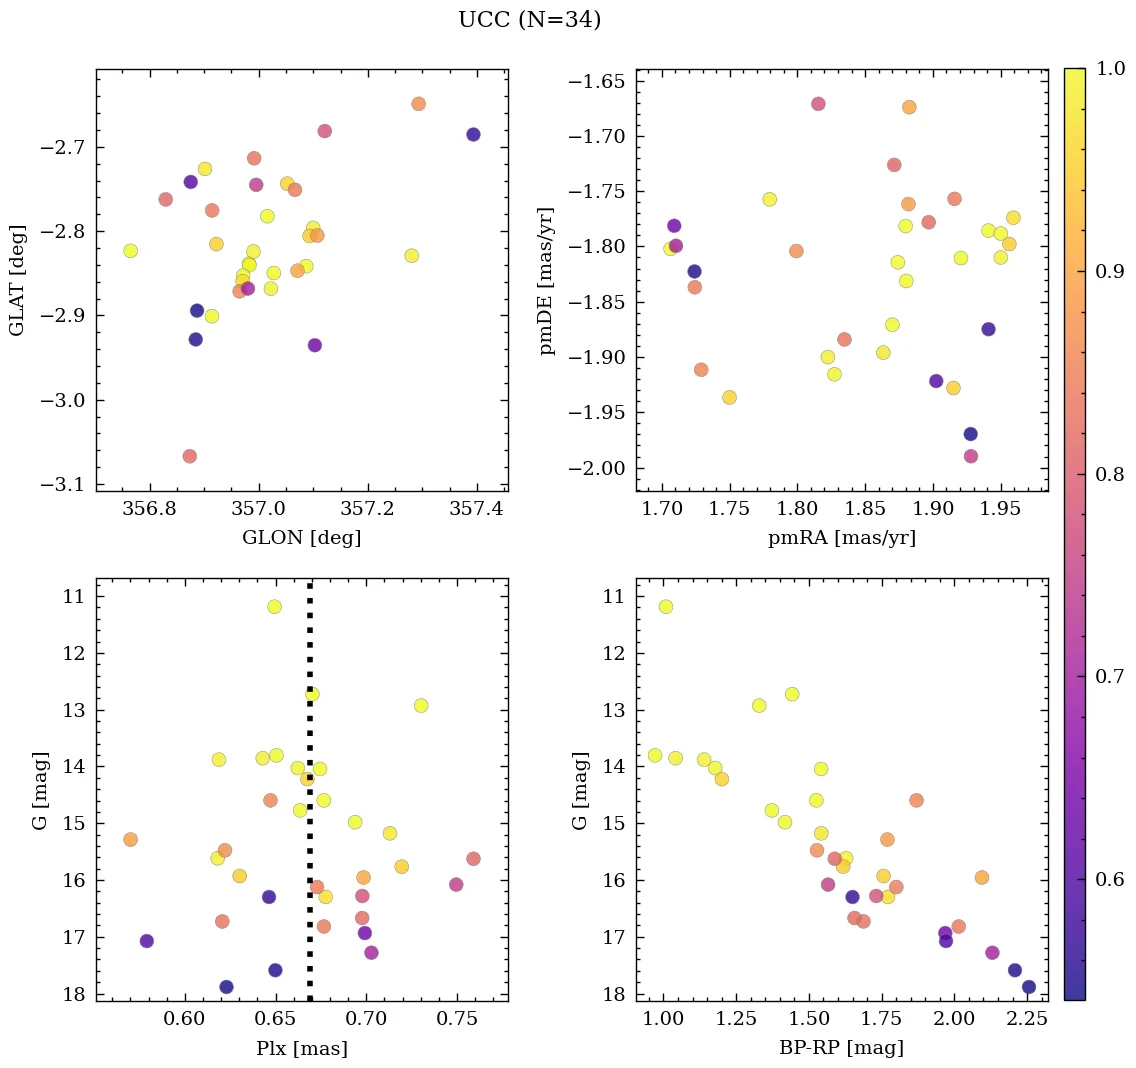 UCC (N=34)
−2.7
−2.8
−2.9
−3.0
−3.1
GLAT [deg]
356.8 357.0 357.2 357.4
GLON [deg]
−1.65
−1.70
−1.75
−1.80
−1.85
−1.90
−1.95
−2.00
pmDE [mas/yr]
1.70 1.75 1.80 1.85 1.90 1.95
pmRA [mas/yr]
11
12
13
14
15
16
17
18
G [mag]
0.60 0.65 0.70 0.75
Plx [mas]
11
12
13
14
15
16
17
18
G [mag]
1.00 1.25 1.50 1.75 2.00 2.25
BP-RP [mag]
1.0
0.9
0.8
0.7
0.6